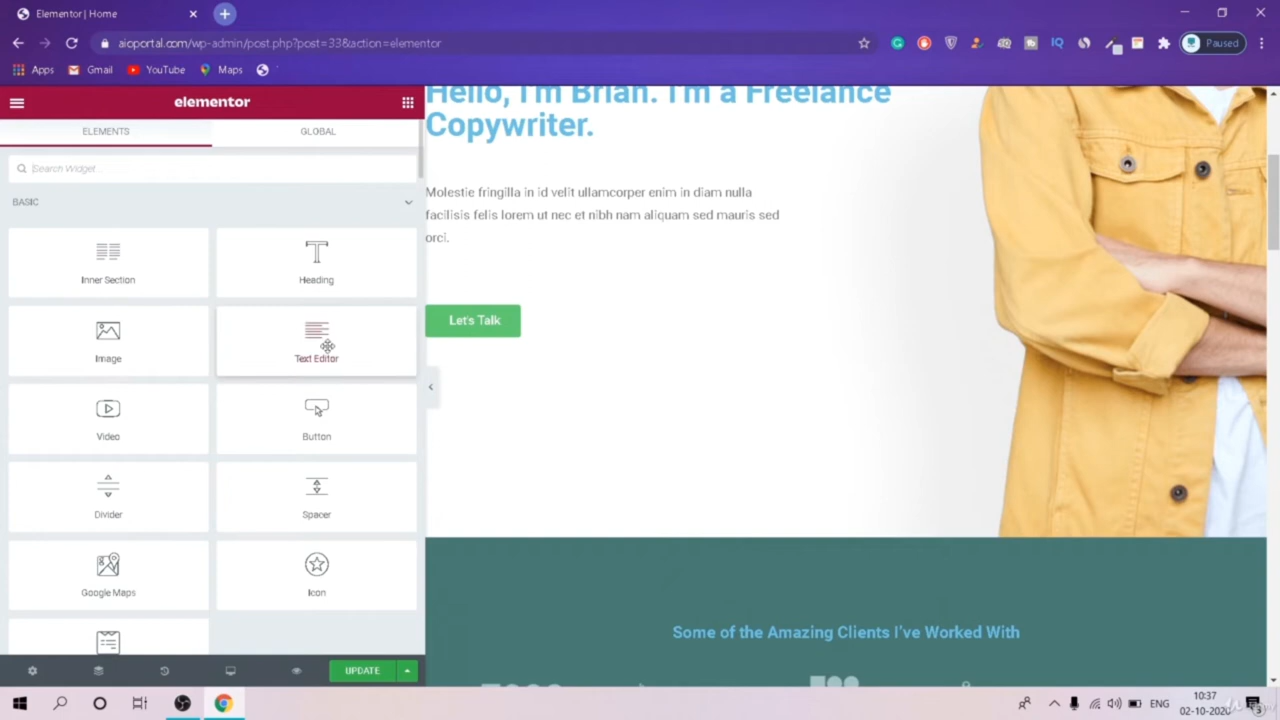 Elementor | Home
aioportal.com/wp-admin/post.php?post=33&action=elementor
Paused
Apps
Gmail
YouTube
Maps
elementor
ELEMENTS
GLOBAL
Search Widget...
BASIC
Inner Section
Heading
Image
Text Editor
Video
Button
Divider
Spacer
Google Maps
Icon
UPDATE
Hello, I'm Brian. I'm a Freelance
Copywriter.
Molestie fringilla in id velit ullamcorper enim in diam nulla
facilisis felis lorem ut nec et nibh nam aliquam sed mauris sed
orci.
Let's Talk
Some of the Amazing Clients I've Worked With
ENG
10:37
02-10-2020